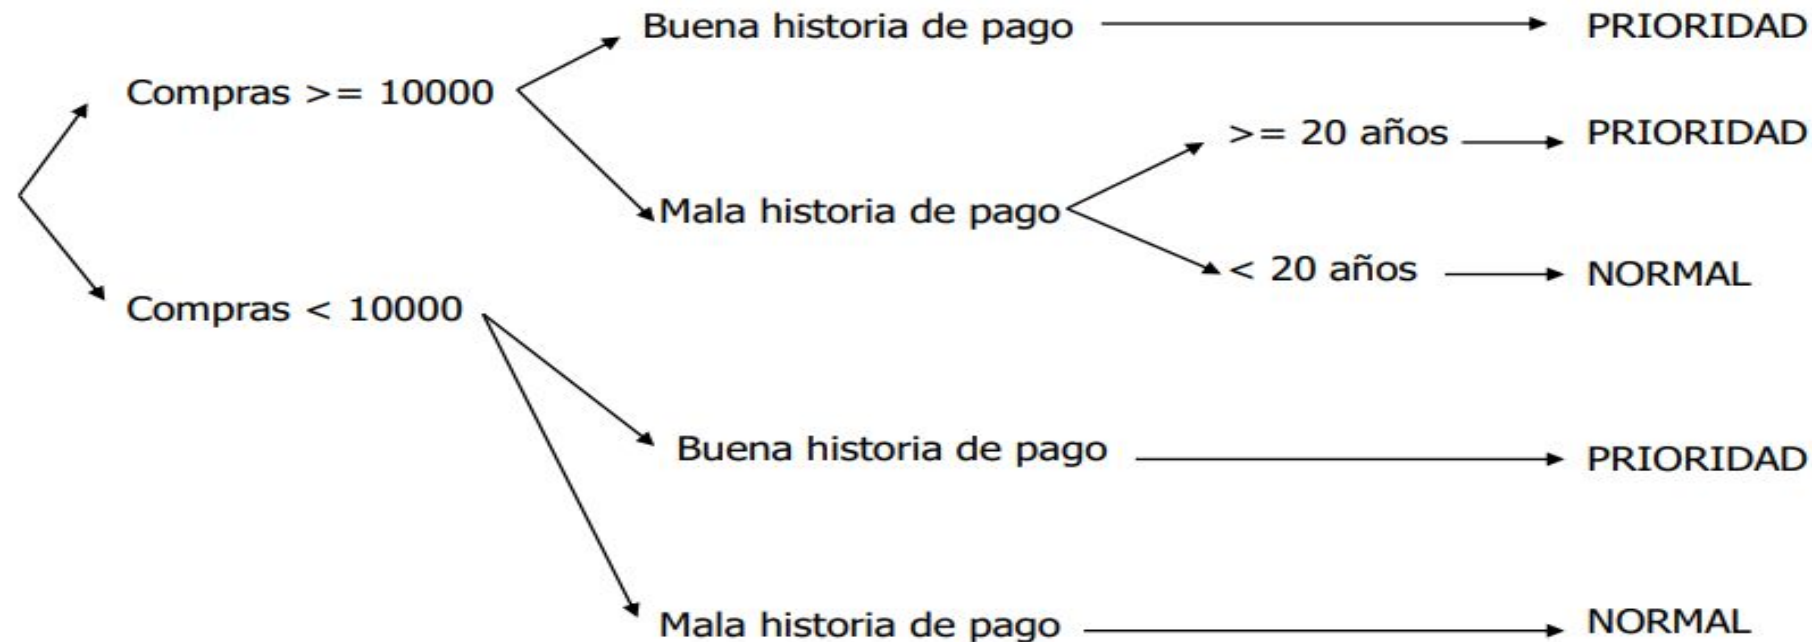 Buena historia de pago PRIORIDAD
Compras >= 10000
>= 20 años PRIORIDAD
Mala historia de pago
< 20 años NORMAL
Compras < 10000
Buena historia de pago PRIORIDAD
Mala historia de pago NORMAL